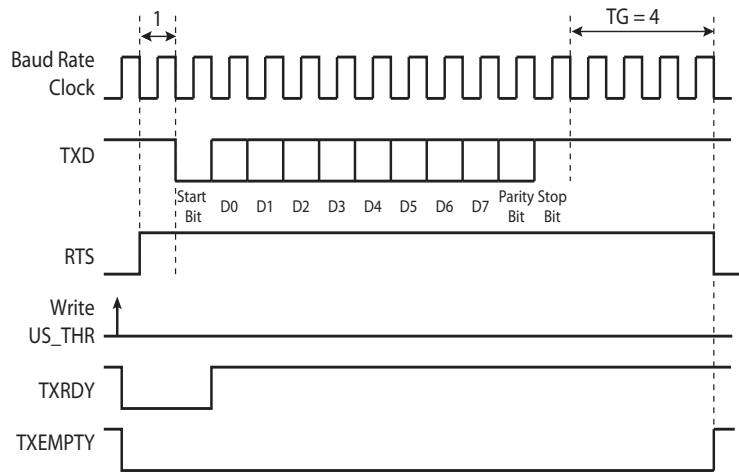 1
TG = 4
Baud Rate
Clock
TXD
Start
Bit
D0 D1 D2 D3 D4 D5 D6 D7
Parity
Bit
Stop
Bit
RTS
Write
US_THR
TXRDY
TXEMPTY